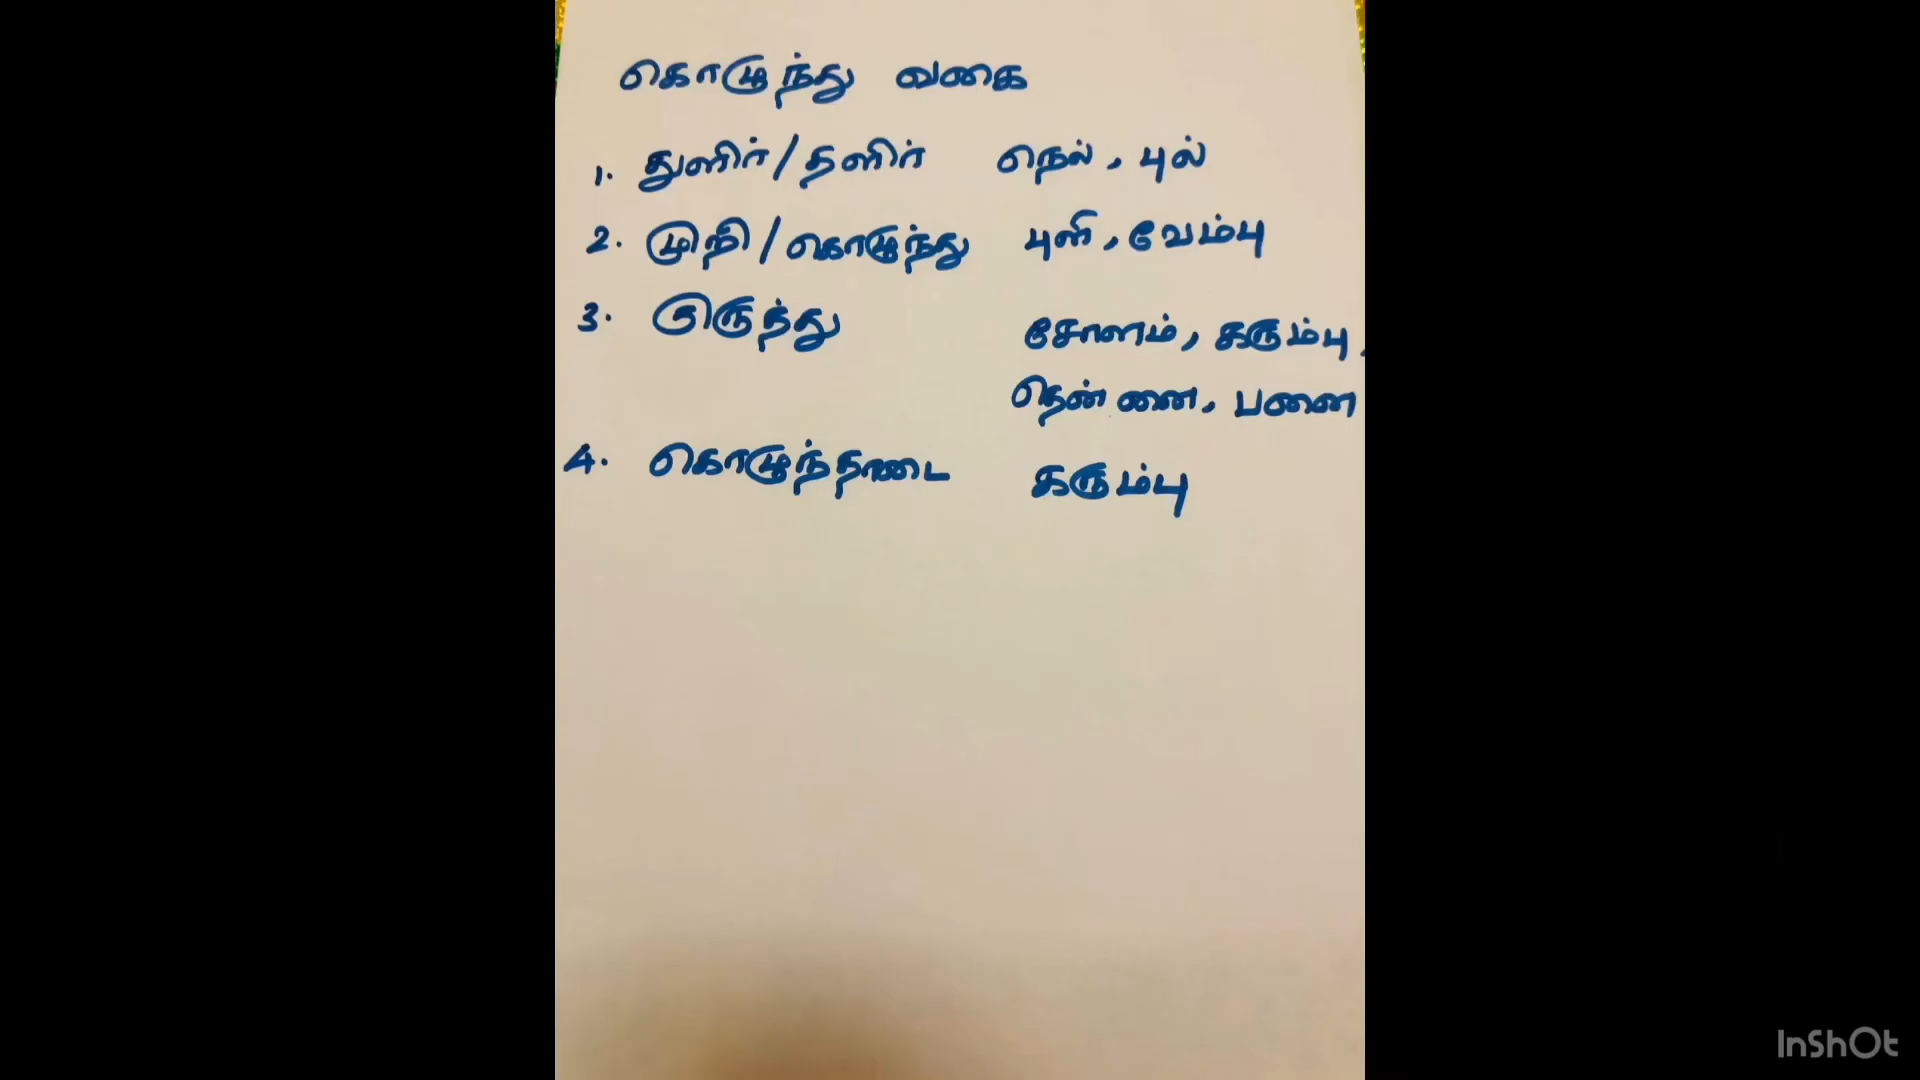 கொழுந்து வகை
1. துளிர்/தளிர் நெல், புல்
2. முறி/கொழுந்து புளி, வேம்பு
3. குருத்து சோளம், கரும்பு,
தென்னை, பனை
4. கொழுந்தாடை கரும்பு
InShOt